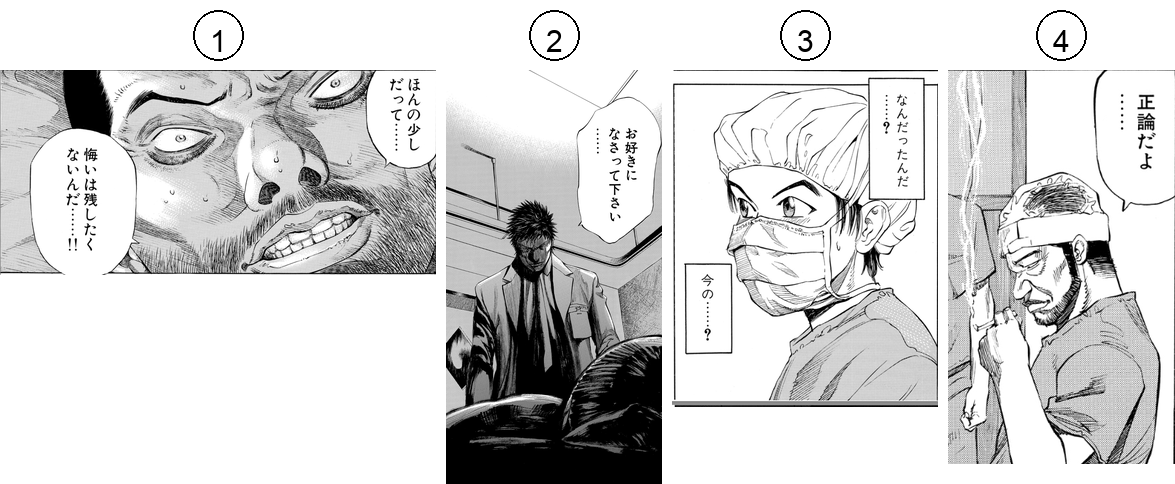 1
ほんの少し
だって……
悔いは残したく
ないんだ……!!
2
お好きに
なさって下さい
……
3
なんだったんだ
……?
今の……?
4
正論だよ
……